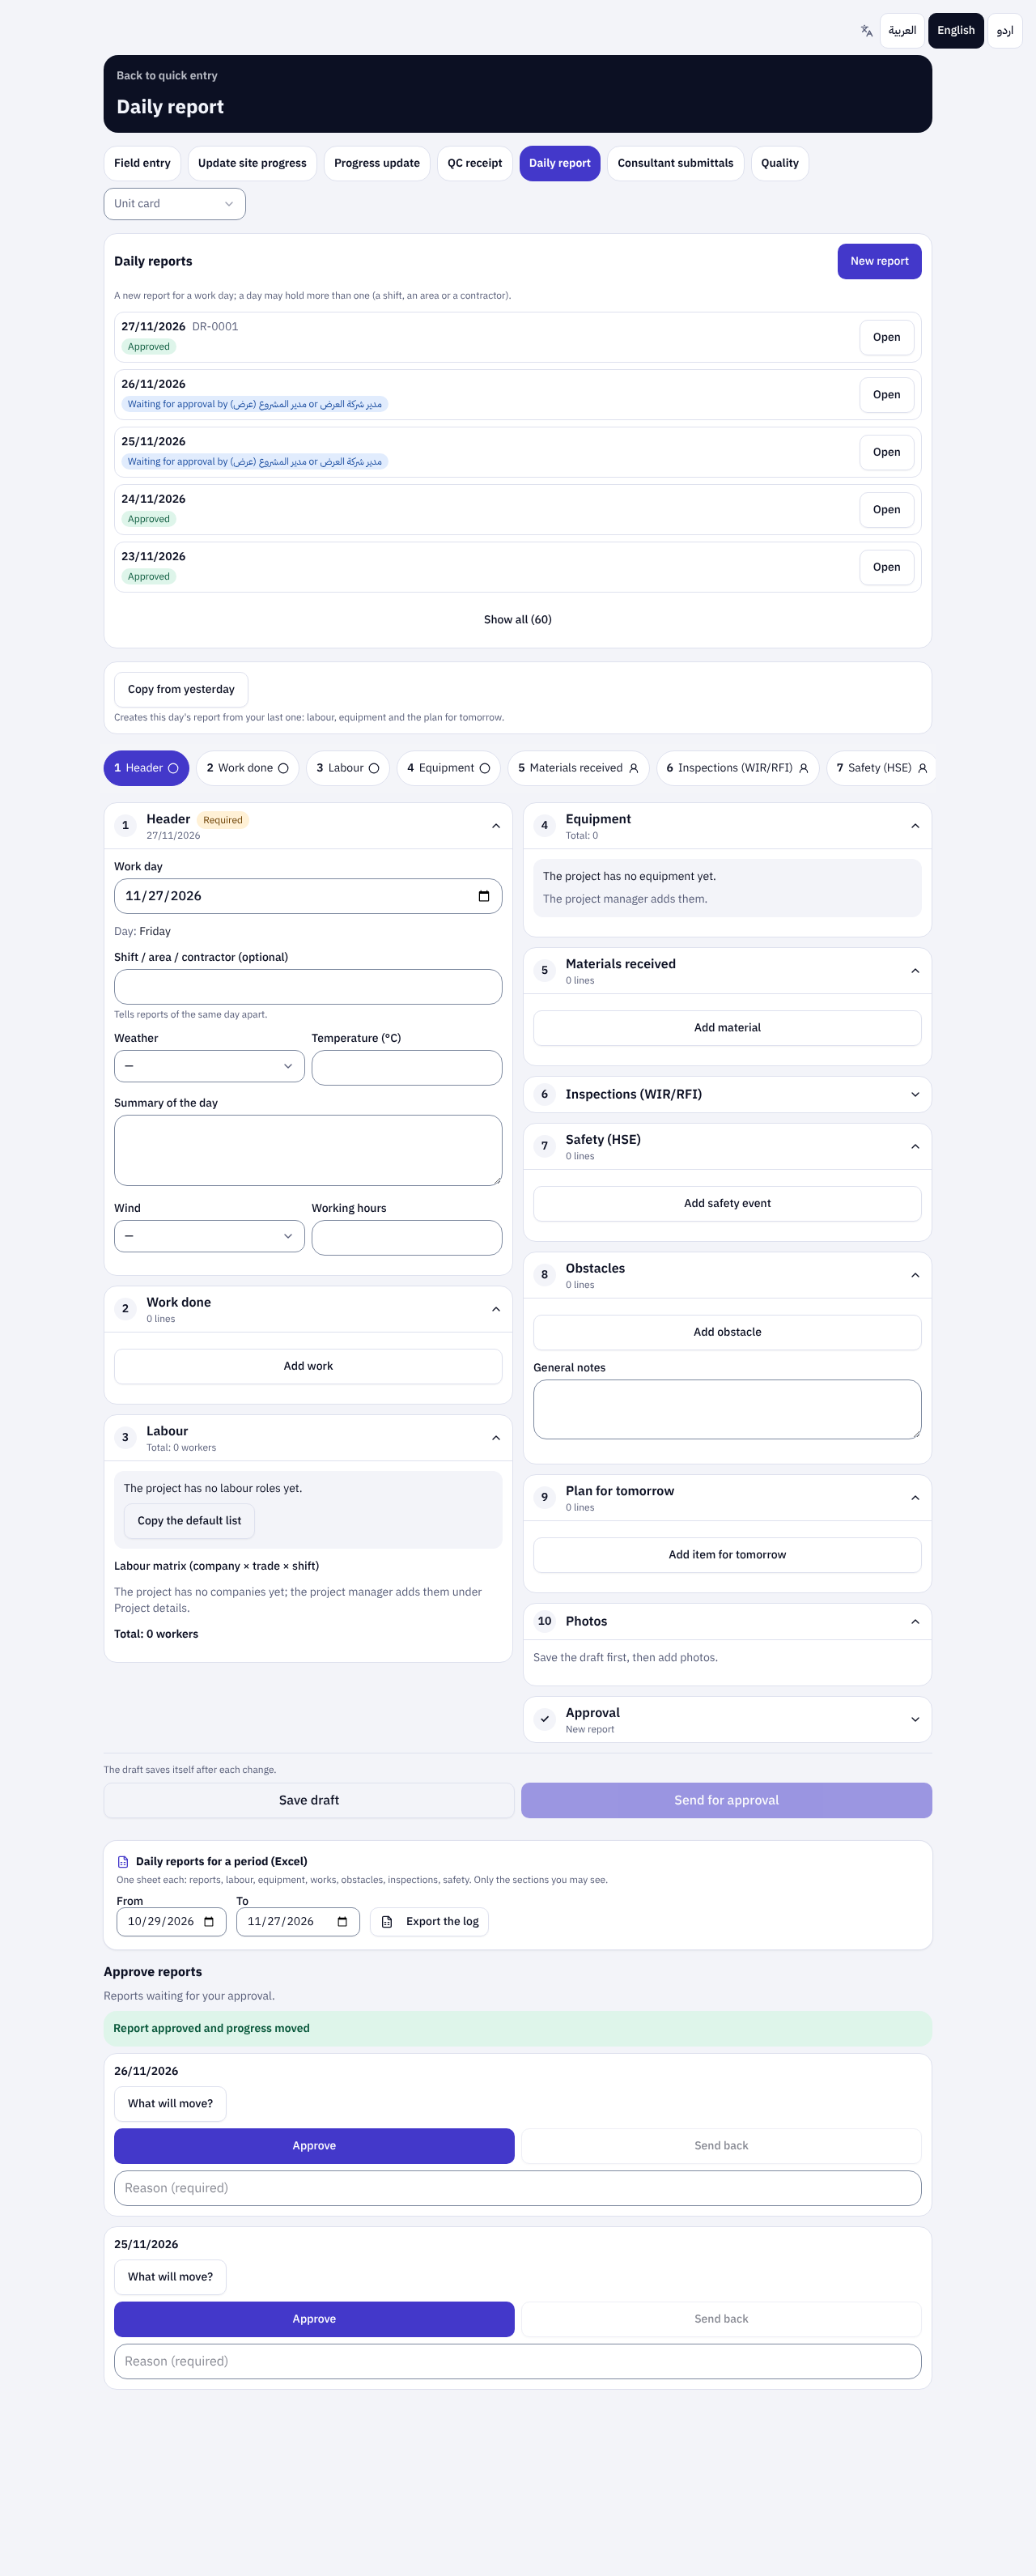 العربية
English
اردو
Back to quick entry
Daily report
Field entry
Update site progress
Progress update
QC receipt
Daily report
Consultant submittals
Quality
Unit card
Daily reports
New report
A new report for a work day; a day may hold more than one (a shift, an area or a contractor).
27/11/2026 DR-0001
Approved
Open
26/11/2026
Waiting for approval by مدير المشروع (عرض) or مدير شركة العرض
Open
25/11/2026
Waiting for approval by مدير المشروع (عرض) or مدير شركة العرض
Open
24/11/2026
Approved
Open
23/11/2026
Approved
Open
Show all (60)
Copy from yesterday
Creates this day's report from your last one: labour, equipment and the plan for tomorrow.
1 Header
2 Work done
3 Labour
4 Equipment
5 Materials received
6 Inspections (WIR/RFI)
7 Safety (HSE)
1 Header Required
27/11/2026
Work day
11/27/2026
Day: Friday
Shift / area / contractor (optional)
Tells reports of the same day apart.
Weather
Temperature (°C)
—
Summary of the day
Wind
Working hours
—
2 Work done
0 lines
Add work
3 Labour
Total: 0 workers
The project has no labour roles yet.
Copy the default list
Labour matrix (company × trade × shift)
The project has no companies yet; the project manager adds them under
Project details.
Total: 0 workers
4 Equipment
Total: 0
The project has no equipment yet.
The project manager adds them.
5 Materials received
0 lines
Add material
6 Inspections (WIR/RFI)
7 Safety (HSE)
0 lines
Add safety event
8 Obstacles
0 lines
Add obstacle
General notes
9 Plan for tomorrow
0 lines
Add item for tomorrow
10 Photos
Save the draft first, then add photos.
Approval
New report
The draft saves itself after each change.
Save draft
Send for approval
Daily reports for a period (Excel)
One sheet each: reports, labour, equipment, works, obstacles, inspections, safety. Only the sections you may see.
From
To
10/29/2026
11/27/2026
Export the log
Approve reports
Reports waiting for your approval.
Report approved and progress moved
26/11/2026
What will move?
Approve
Send back
Reason (required)
25/11/2026
What will move?
Approve
Send back
Reason (required)